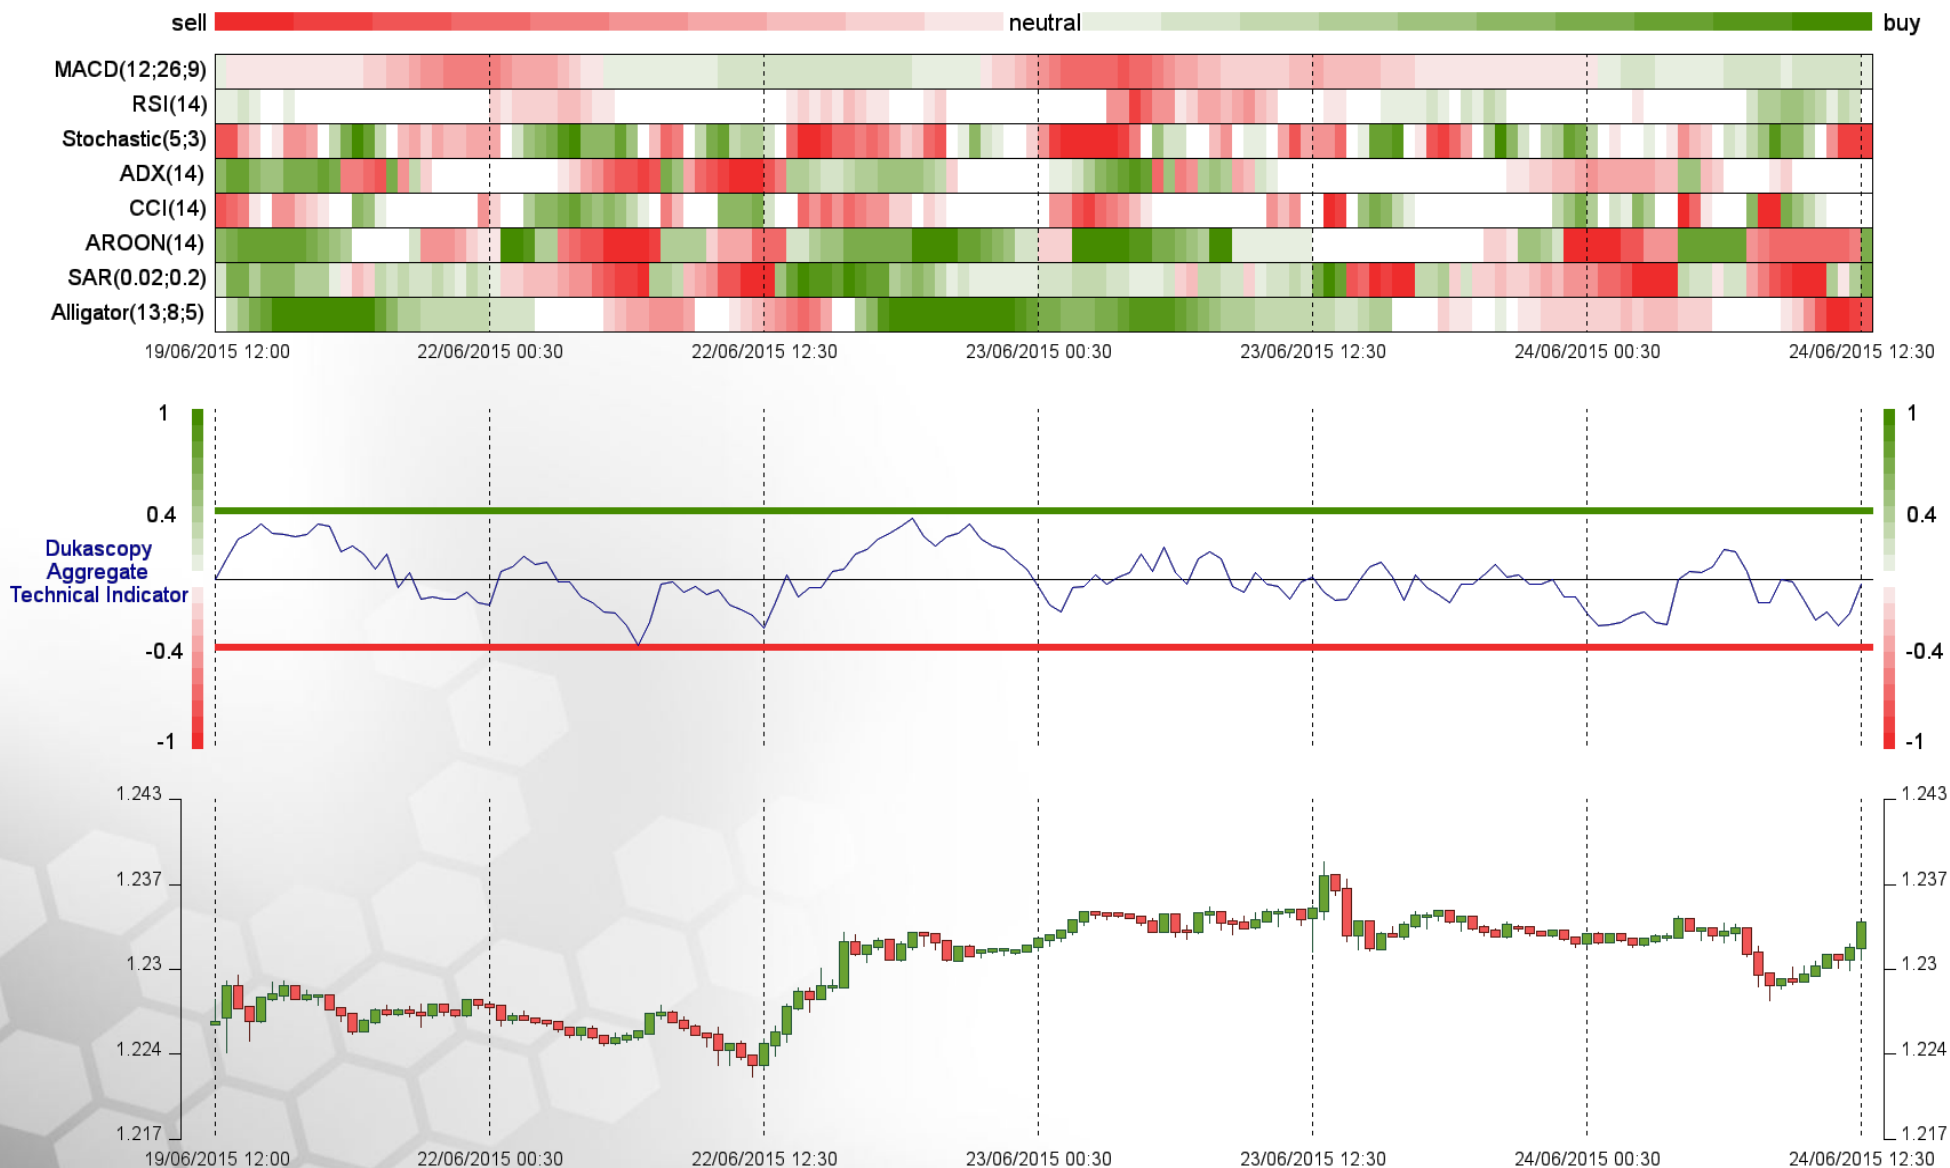 sell neutral buy
MACD(12;26;9)
RSI(14)
Stochastic(5;3)
ADX(14)
CCI(14)
AROON(14)
SAR(0.02;0.2)
Alligator(13;8;5)
19/06/2015 12:00 22/06/2015 00:30 22/06/2015 12:30 23/06/2015 00:30 23/06/2015 12:30 24/06/2015 00:30 24/06/2015 12:30
1 1
0.4 0.4
Dukascopy
Aggregate
Technical Indicator
-0.4 -0.4
-1 -1
1.243 1.243
1.237 1.237
1.23 1.23
1.224 1.224
1.217 1.217
19/06/2015 12:00 22/06/2015 00:30 22/06/2015 12:30 23/06/2015 00:30 23/06/2015 12:30 24/06/2015 00:30 24/06/2015 12:30